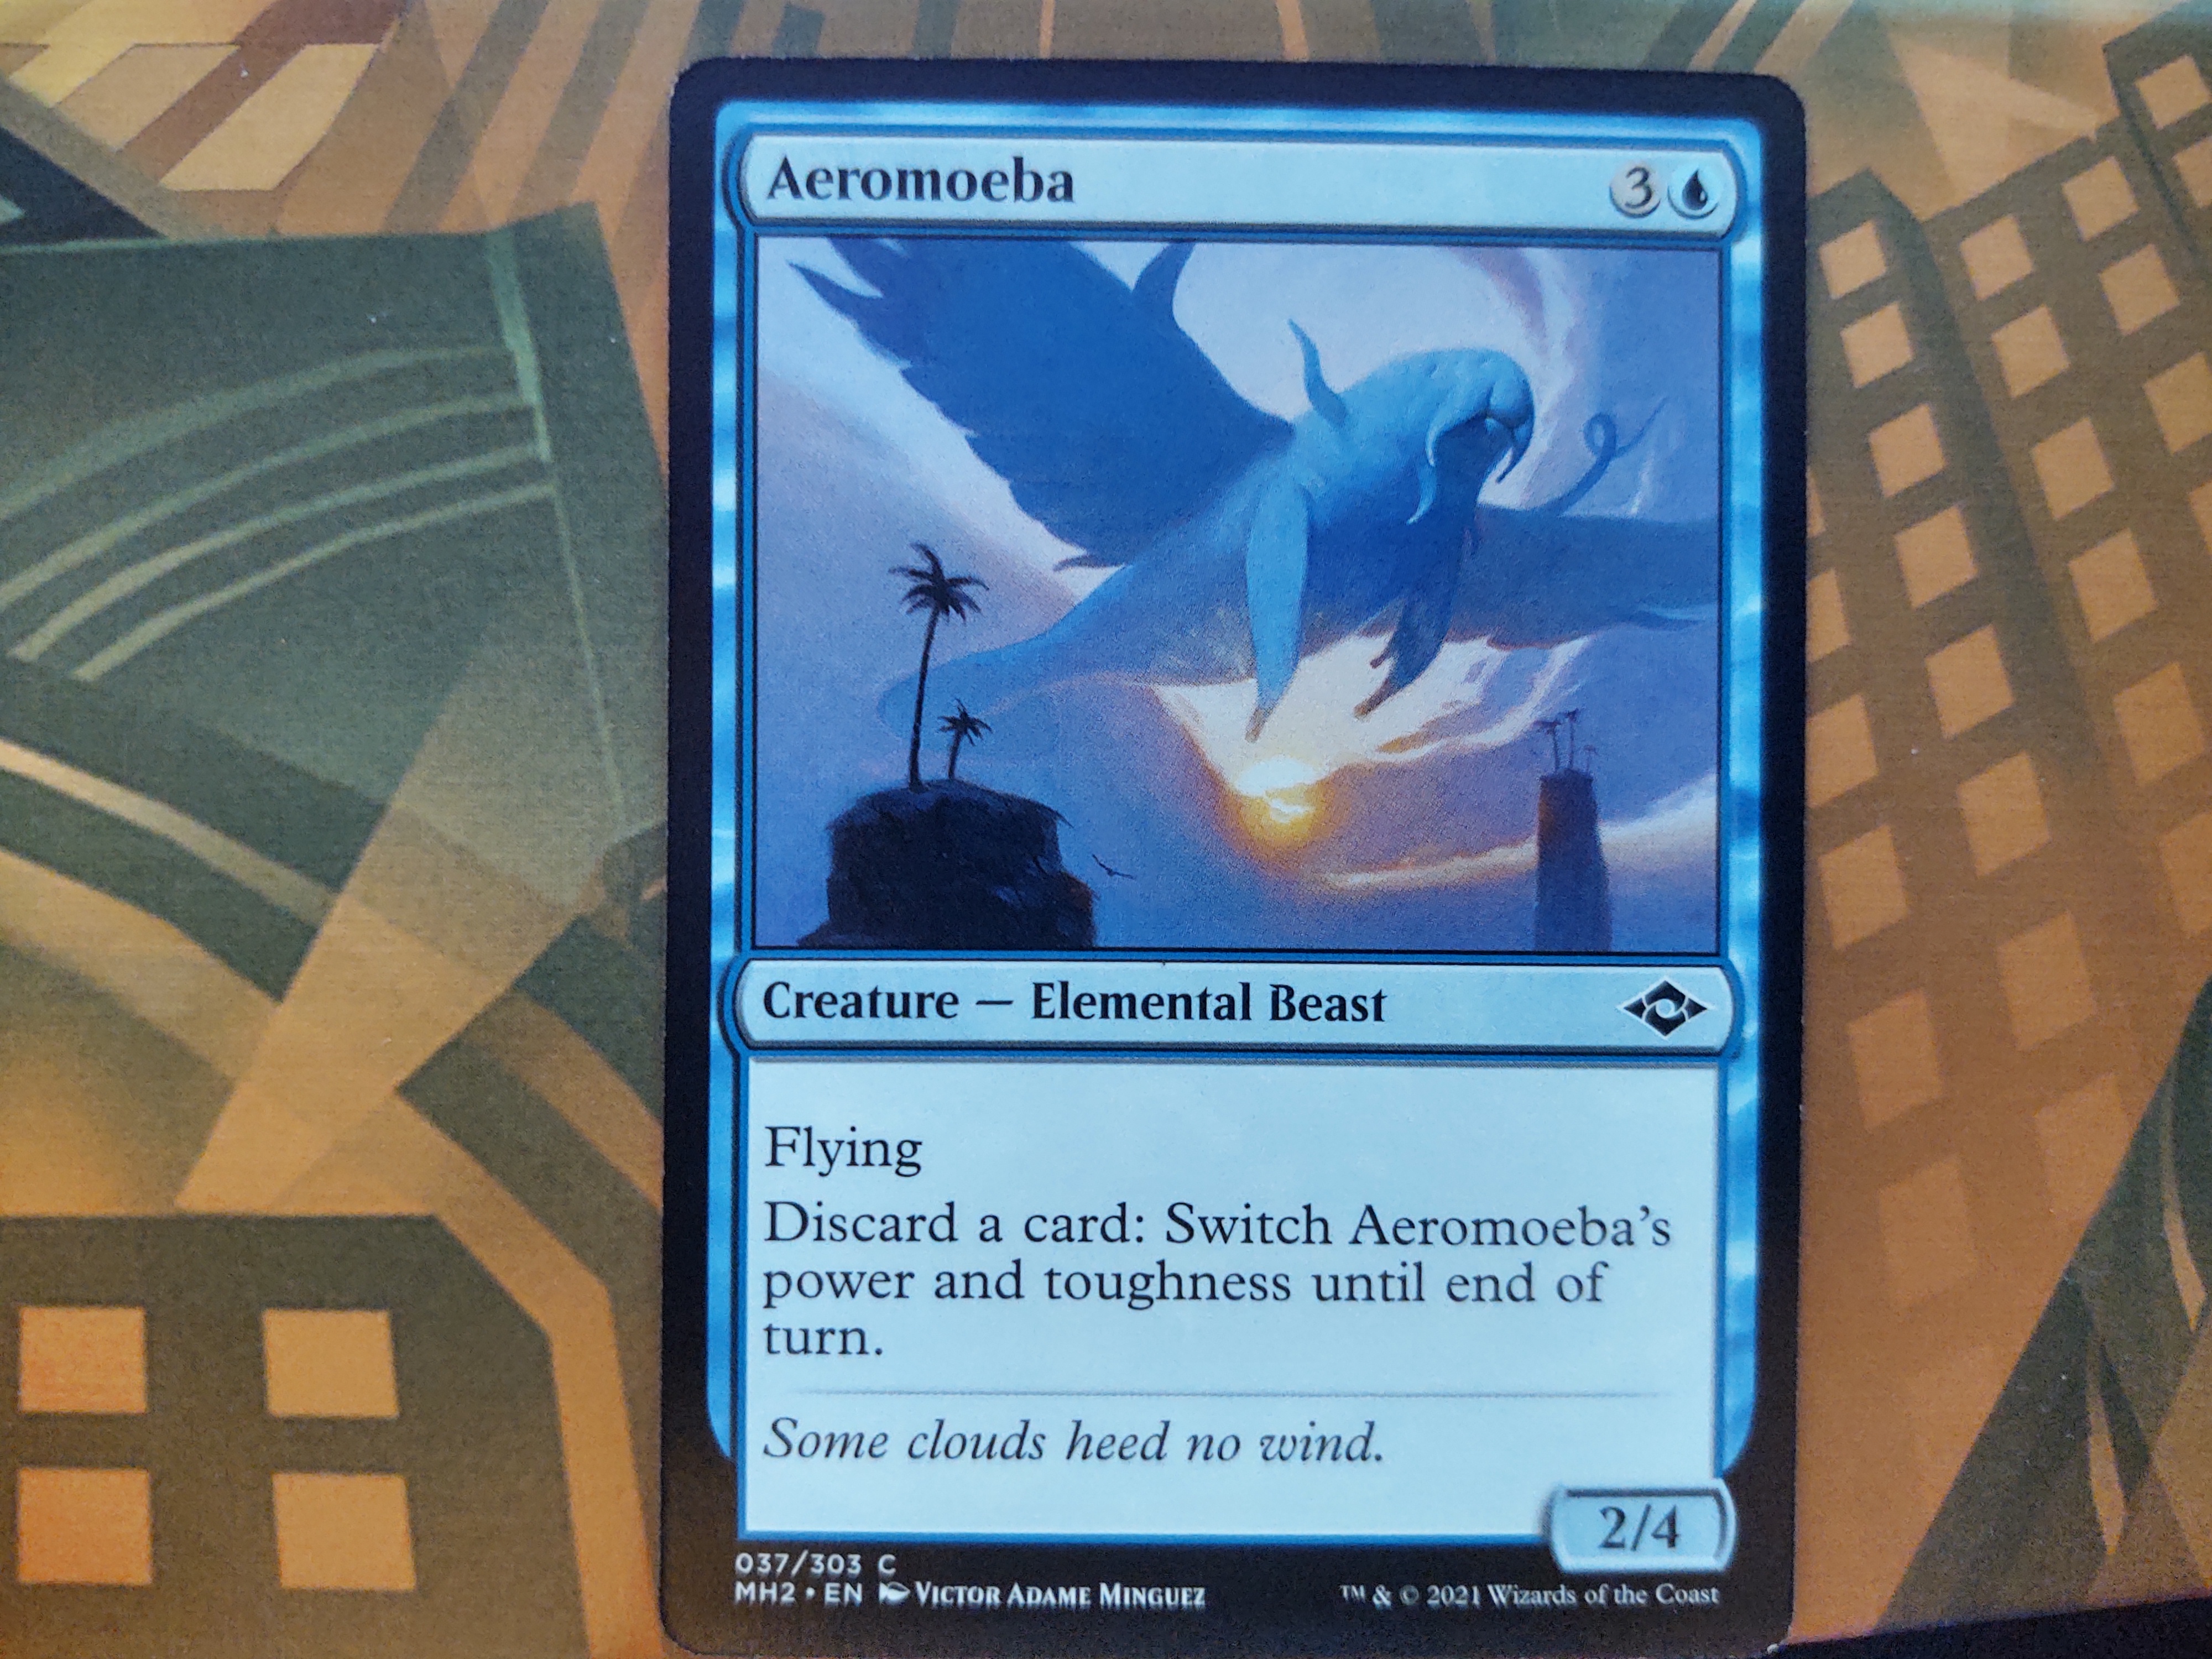 Aeromoeba 3
Creature — Elemental Beast
Flying
Discard a card: Switch Aeromoeba's
power and toughness until end of
turn.
Some clouds heed no wind.
2/4
037/303 C
MH2 • EN VICTOR ADAME MINGUEZ ™ & © 2021 Wizards of the Coast